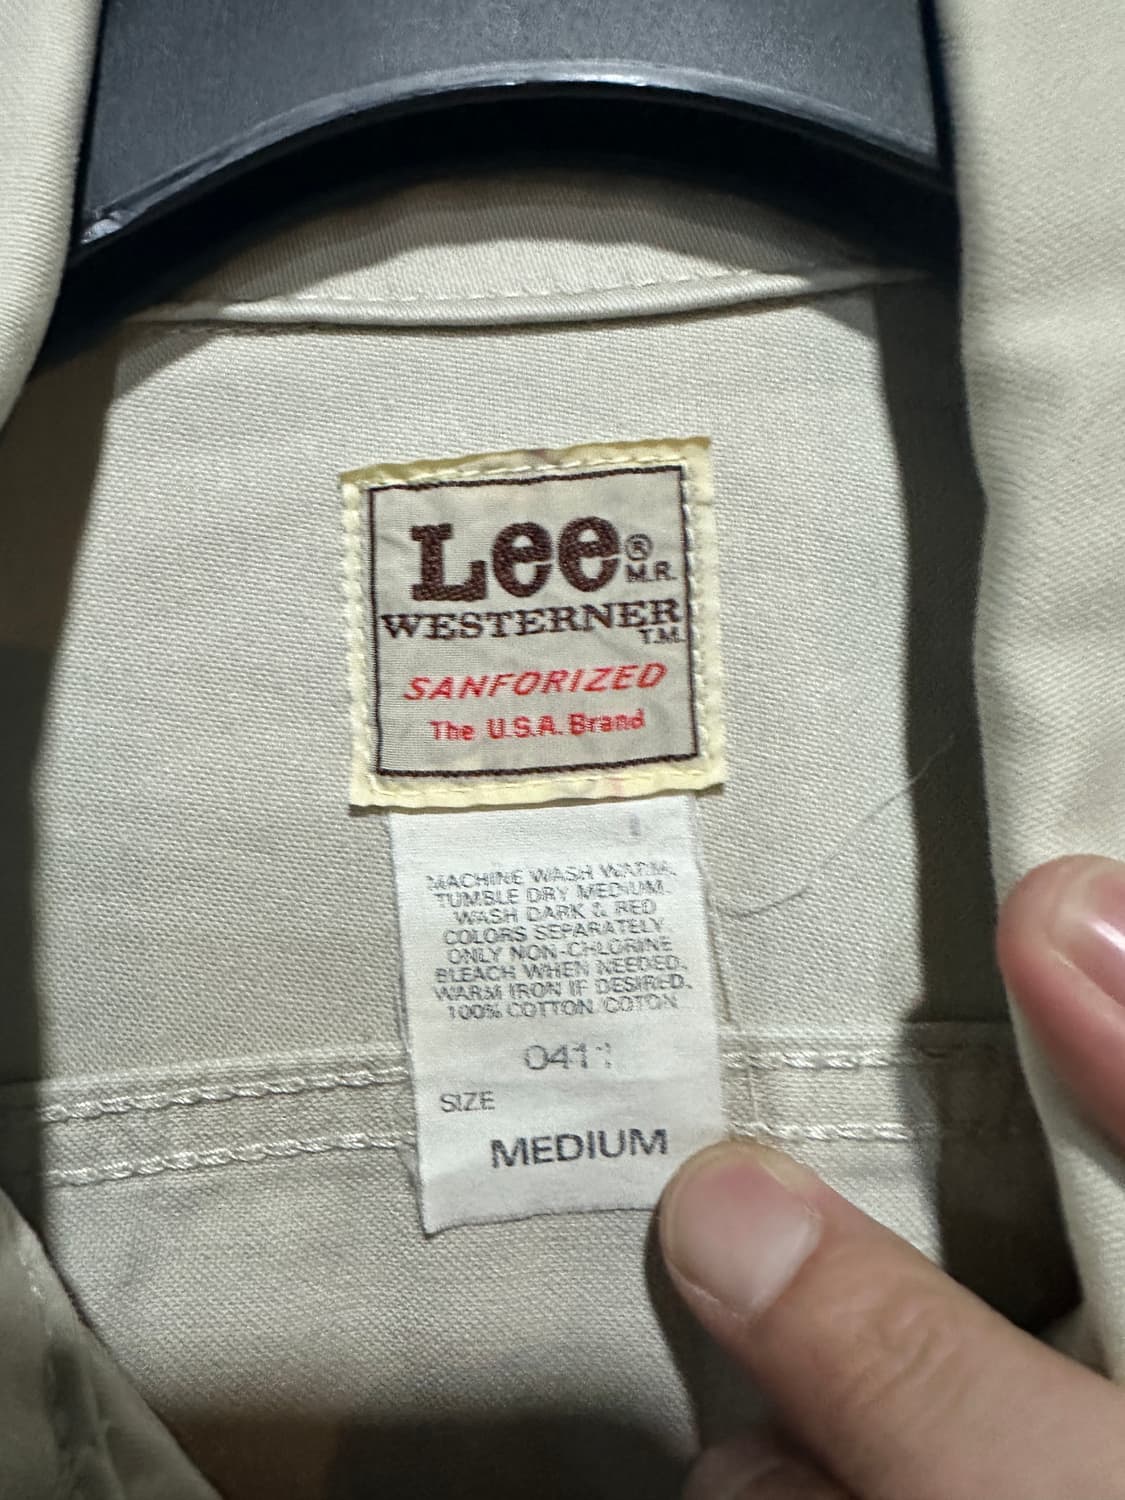 Lee® M.R.
WESTERNER
T.M.
SANFORIZED
The U.S.A. Brand
MACHINE WASH WARM.
TUMBLE DRY MEDIUM.
WASH DARK & RED
COLORS SEPARATELY.
ONLY NON-CHLORINE
BLEACH WHEN NEEDED.
WARM IRON IF DESIRED.
100% COTTON/COTON
SIZE
MEDIUM